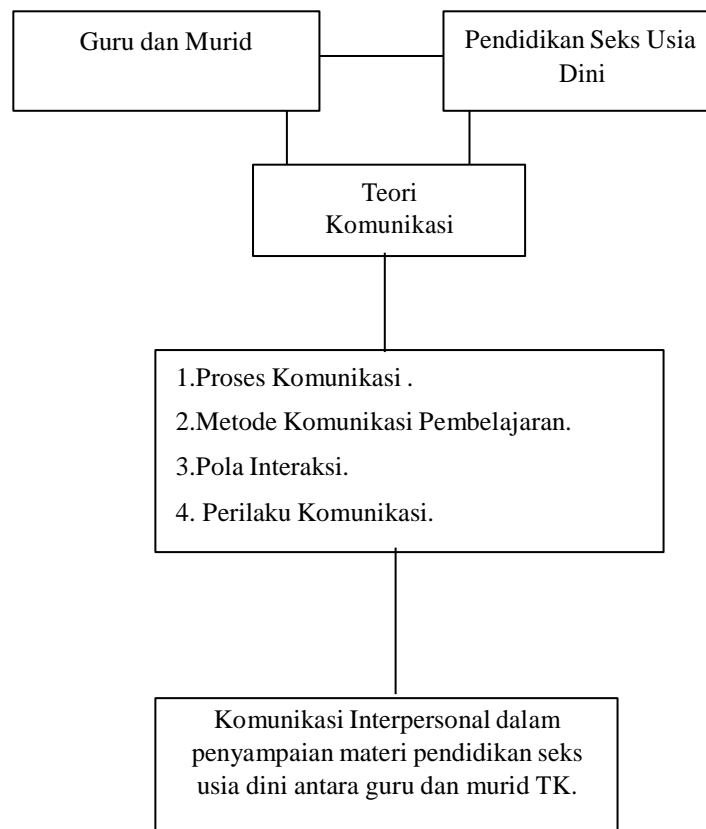 Guru dan Murid
Pendidikan Seks Usia
Dini
Teori
Komunikasi
1.Proses Komunikasi .
2.Metode Komunikasi Pembelajaran.
3.Pola Interaksi.
4. Perilaku Komunikasi.
Komunikasi Interpersonal dalam
penyampaian materi pendidikan seks
usia dini antara guru dan murid TK.